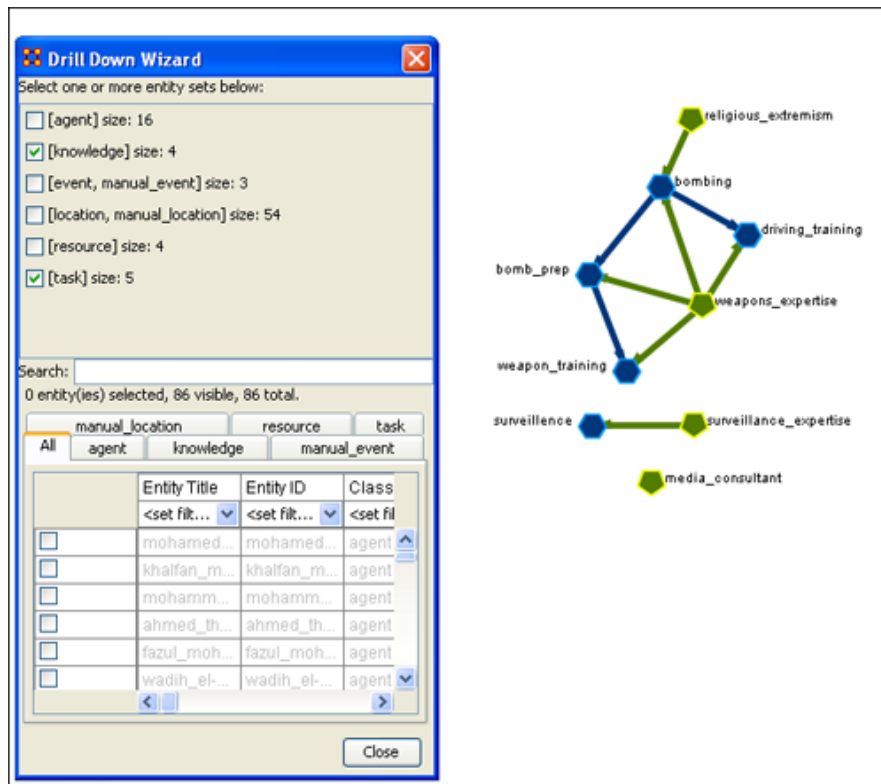 Drill Down Wizard
Select one or more entity sets below:
[agent] size: 16
[knowledge] size: 4
[event, manual_event] size: 3
[location, manual_location] size: 54
[resource] size: 4
[task] size: 5
Search:
0 entity(ies) selected, 86 visible, 86 total.
manual_location resource task
All agent knowledge manual_event
Entity Title Entity ID Class
<set filt... <set filt... <set fil
mohamed... mohamed... agent
khalfan_m... khalfan_m... agent
mohamm... mohamm... agent
ahmed_th... ahmed_th... agent
fazul_moh... fazul_moh... agent
wadih_el-... wadih_el-... agent
Close
religious_extremism
bombing
driving_training
bomb_prep
weapons_expertise
weapon_training
surveillence
surveillance_expertise
media_consultant